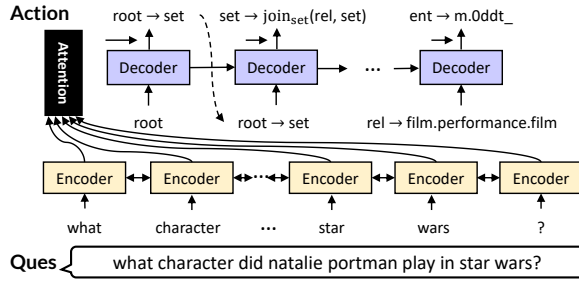 Action
root → set
set → join_set(rel, set)
ent → m.0ddt_
Attention
Decoder
Decoder
...
Decoder
root
root → set
rel → film.performance.film
Encoder
Encoder
...
Encoder
Encoder
Encoder
what
character
...
star
wars
?
Ques
what character did natalie portman play in star wars?